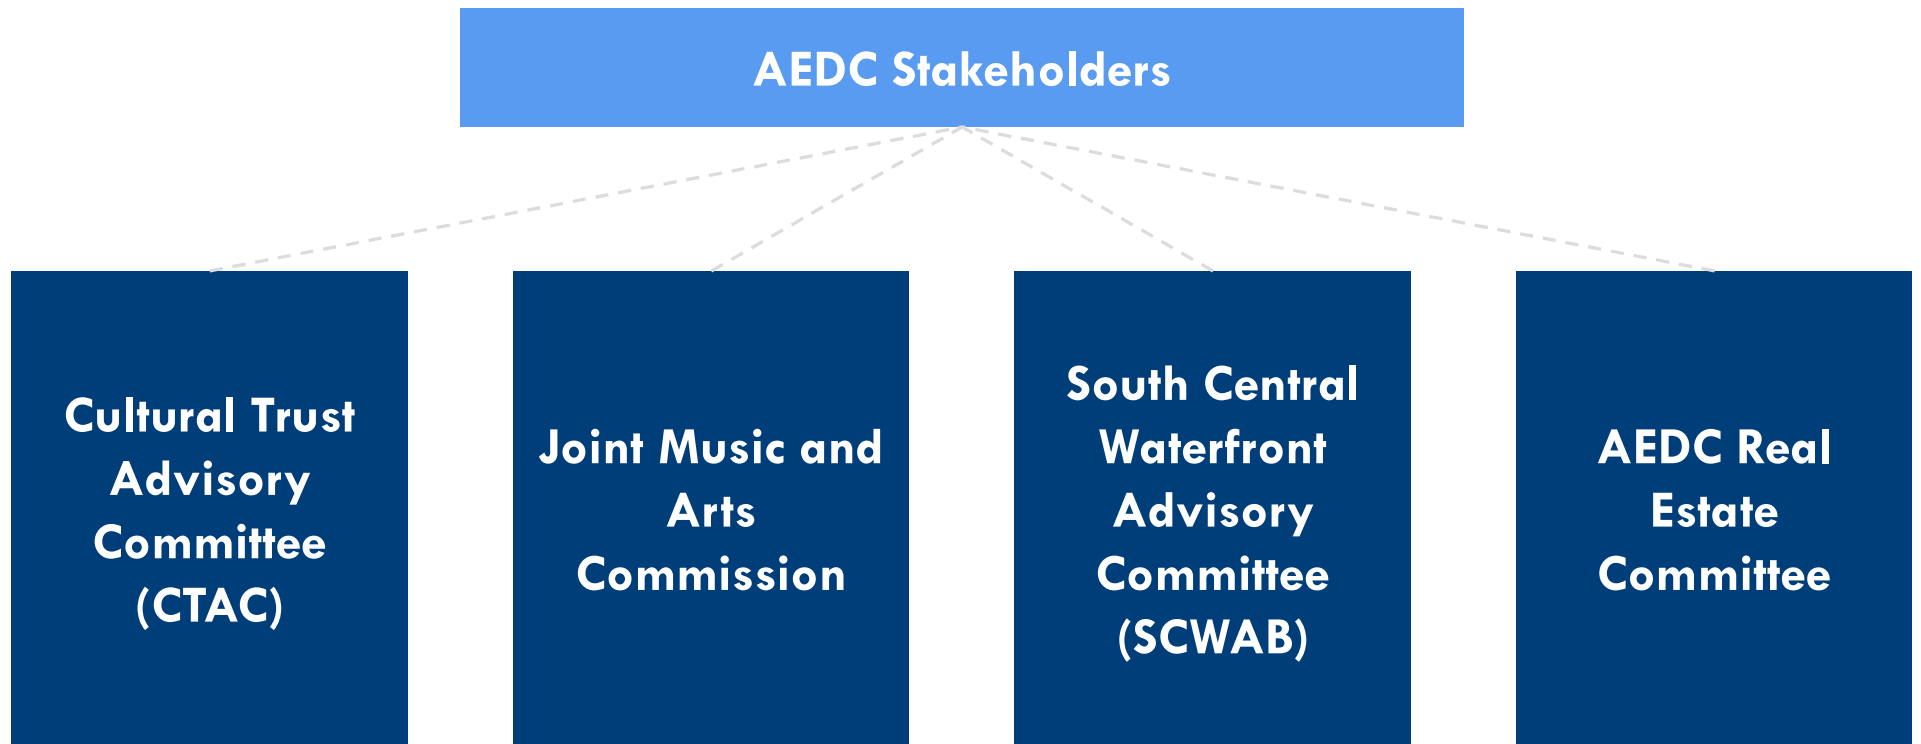 AEDC Stakeholders
Cultural Trust
Advisory
Committee
(CTAC)
Joint Music and
Arts
Commission
South Central
Waterfront
Advisory
Committee
(SCWAB)
AEDC Real
Estate
Committee